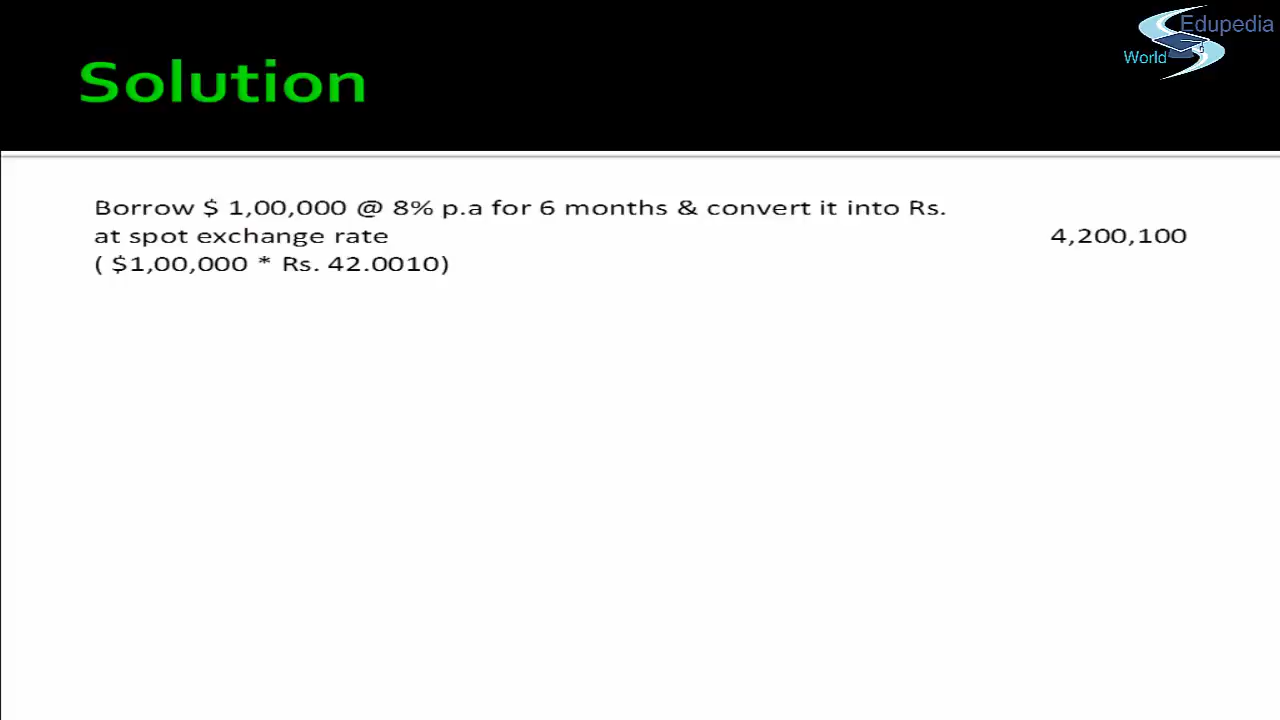 Edupedia
World
Solution
Borrow $ 1,00,000 @ 8% p.a for 6 months & convert it into Rs.
at spot exchange rate 4,200,100
( $1,00,000 * Rs. 42.0010)